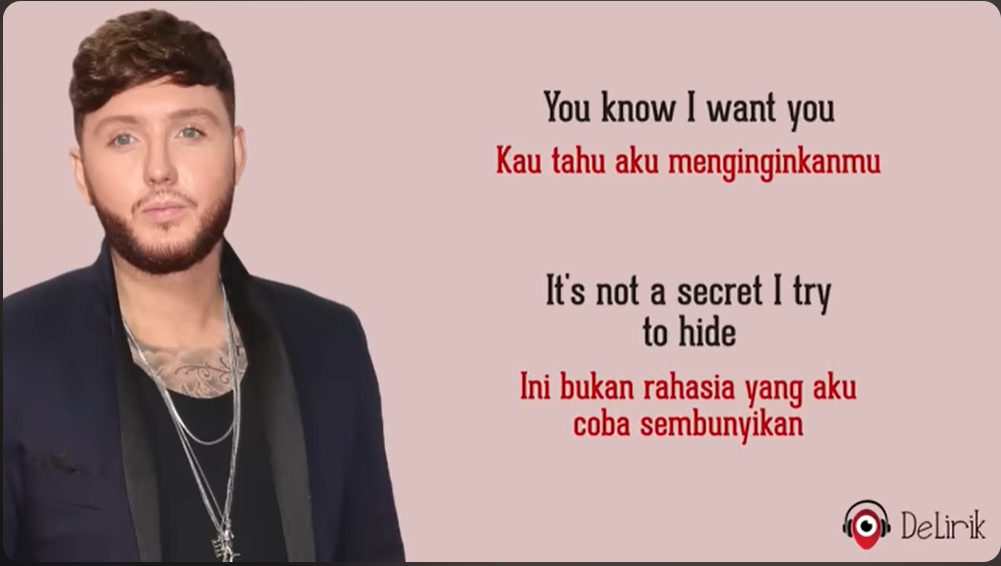 You know I want you
Kau tahu aku menginginkanmu
It's not a secret I try
to hide
Ini bukan rahasia yang aku
coba sembunyikan
DeLirik